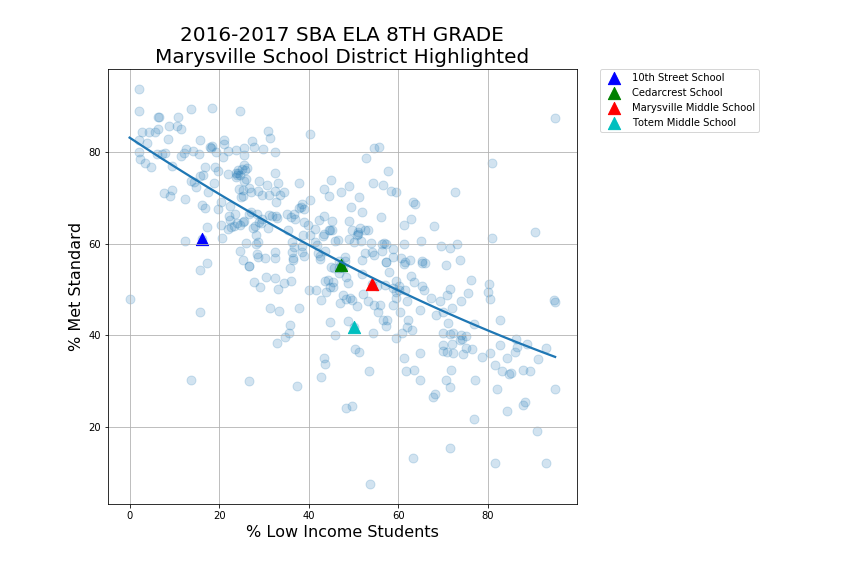 2016-2017 SBA ELA 8TH GRADE
Marysville School District Highlighted
% Met Standard
80
60
40
20
0
20
40
60
80
% Low Income Students
10th Street School
Cedarcrest School
Marysville Middle School
Totem Middle School